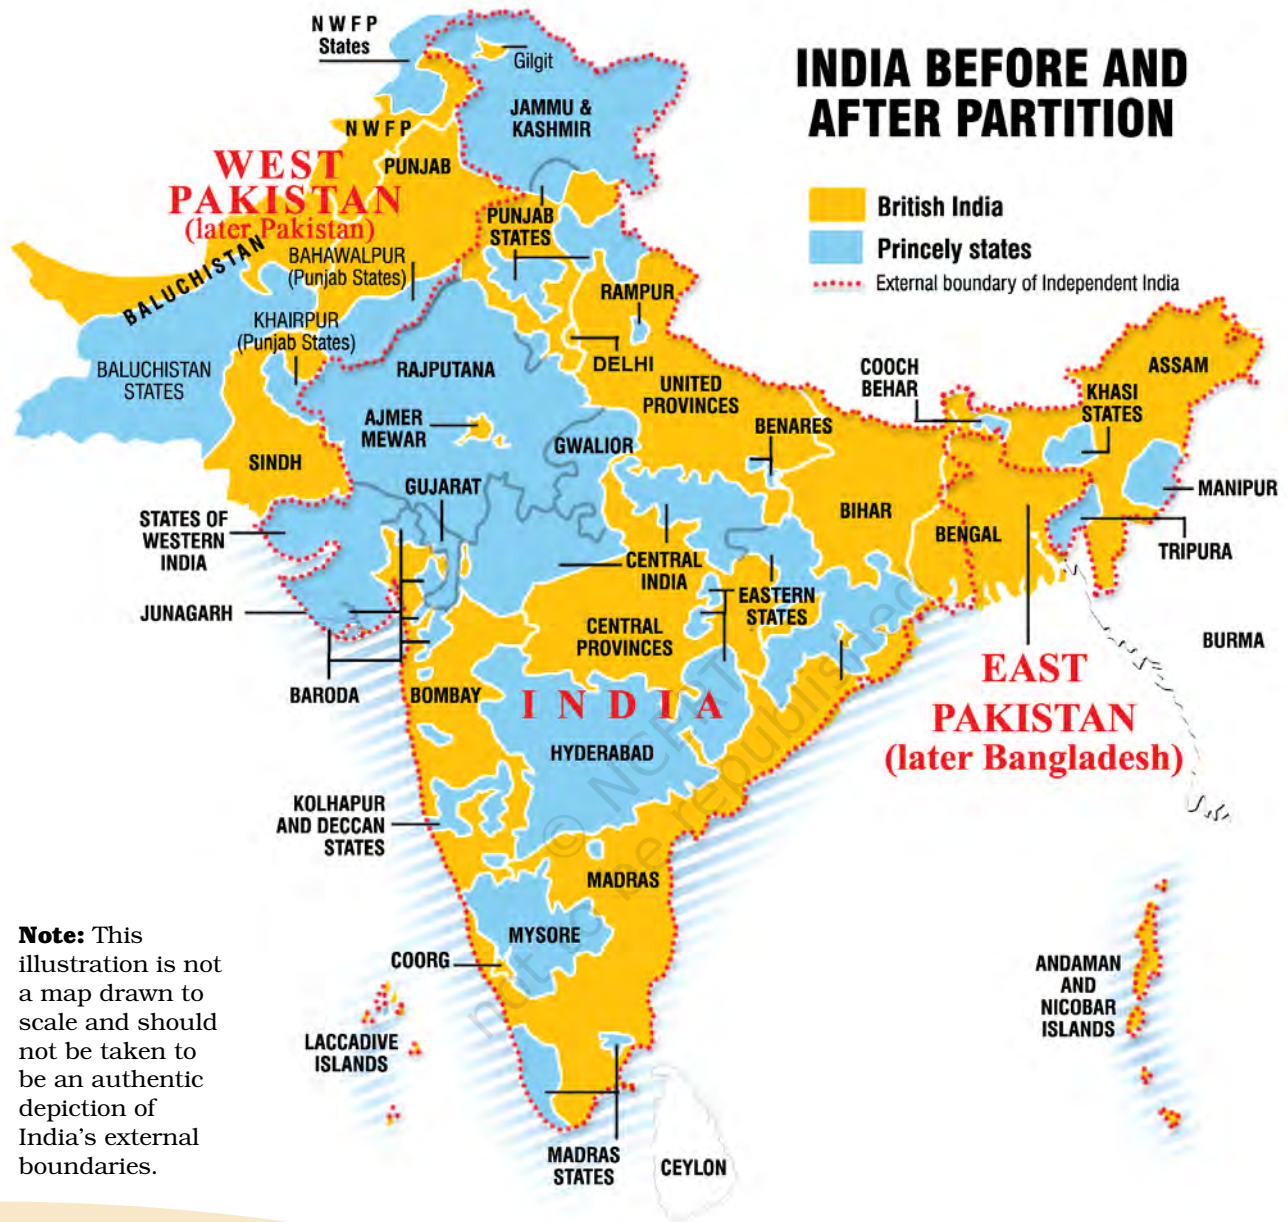 INDIA BEFORE AND
AFTER PARTITION
British India
Princely states
External boundary of Independent India
N W F P
States
Gilgit
JAMMU &
KASHMIR
N W F P
WEST
PAKISTAN
(later Pakistan)
PUNJAB
PUNJAB
STATES
BALUCHISTAN
BAHAWALPUR
(Punjab States)
RAMPUR
KHAIRPUR
(Punjab States)
BALUCHISTAN
STATES
RAJPUTANA
DELHI
UNITED
PROVINCES
COOCH
BEHAR
ASSAM
KHASI
STATES
AJMER
MEWAR
GWALIOR
BENARES
SINDH
GUJARAT
MANIPUR
STATES OF
WESTERN
INDIA
BIHAR
BENGAL
TRIPURA
CENTRAL
INDIA
EASTERN
STATES
JUNAGARH
CENTRAL
PROVINCES
BURMA
BARODA
BOMBAY
INDIA
EAST
PAKISTAN
(later Bangladesh)
HYDERABAD
KOLHAPUR
AND DECCAN
STATES
MADRAS
MYSORE
COORG
LACCADIVE
ISLANDS
ANDAMAN
AND
NICOBAR
ISLANDS
MADRAS
STATES
CEYLON
Note: This
illustration is not
a map drawn to
scale and should
not be taken to
be an authentic
depiction of
India's external
boundaries.
© NCERT
not to be republished